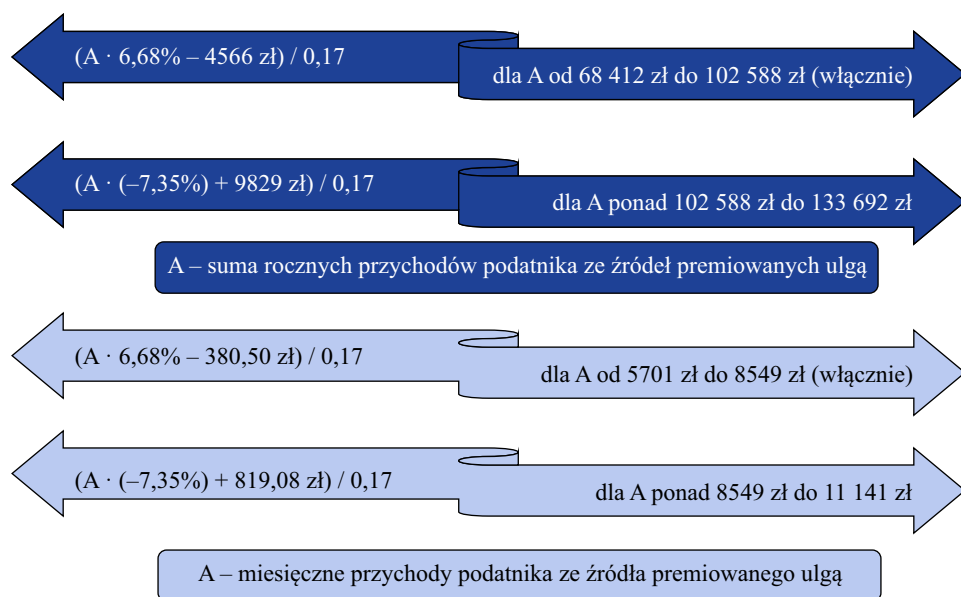 (A · 6,68% – 4566 zł) / 0,17
dla A od 68 412 zł do 102 588 zł (włącznie)
(A · (–7,35%) + 9829 zł) / 0,17
dla A ponad 102 588 zł do 133 692 zł
A – suma rocznych przychodów podatnika ze źródeł premiowanych ulgą
(A · 6,68% – 380,50 zł) / 0,17
dla A od 5701 zł do 8549 zł (włącznie)
(A · (–7,35%) + 819,08 zł) / 0,17
dla A ponad 8549 zł do 11 141 zł
A – miesięczne przychody podatnika ze źródła premiowanego ulgą